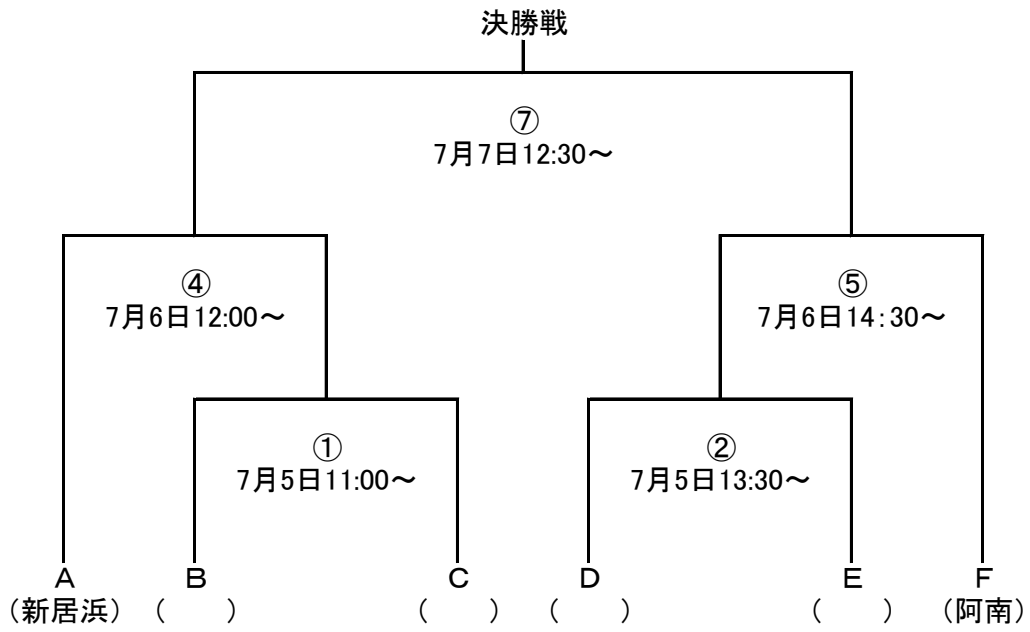 決勝戦
⑦
7月7日12:30～
④
7月6日12:00～
⑤
7月6日14：30～
①
7月5日11:00～
②
7月5日13:30～
A B C D E F
（新居浜） （　　） （　　） （　　） （　　） （阿南）